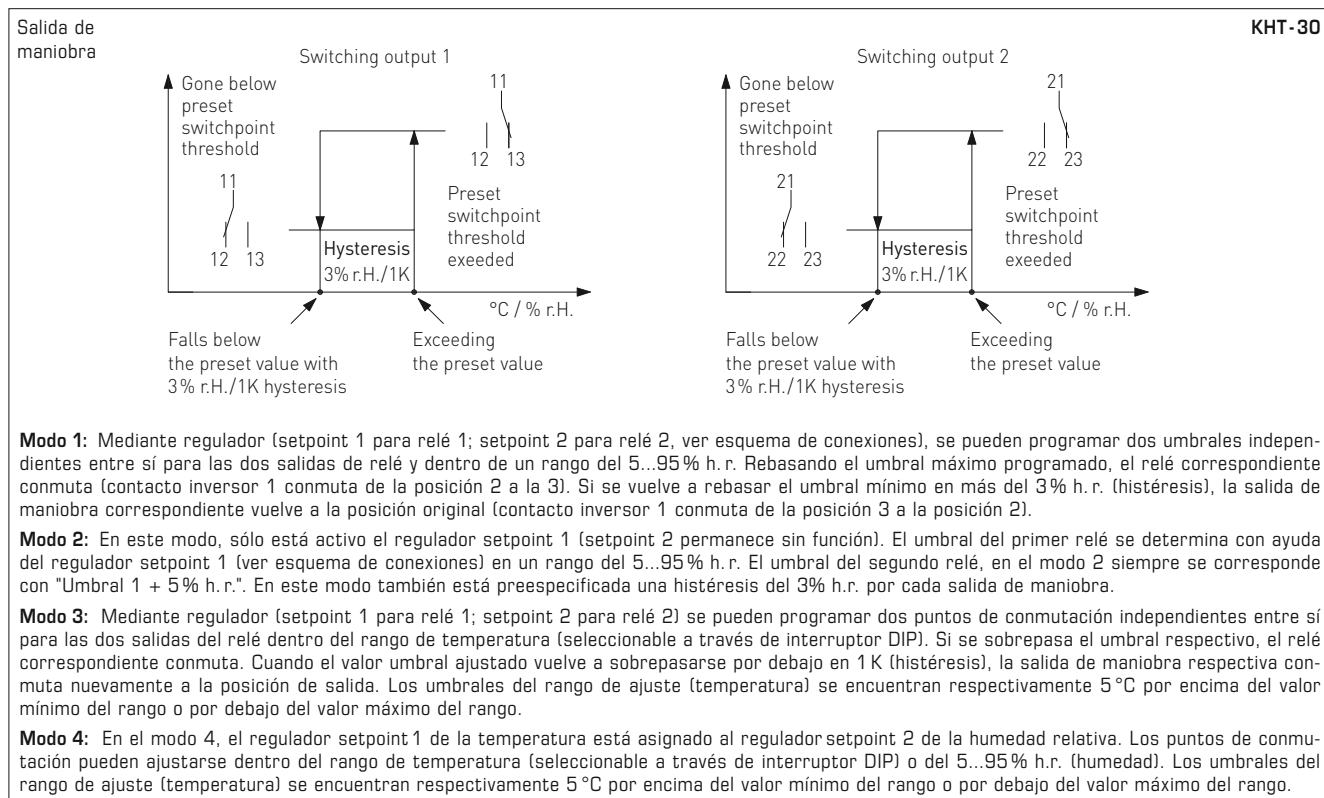 Salida de
maniobra
KHT-30
Switching output 1
Gone below
preset
switchpoint
threshold
11
12 13
11
12 13
Preset
switchpoint
threshold
exeeded
Hysteresis
3% r.H./1K
°C / % r.H.
Falls below
the preset value with
3% r.H./1K hysteresis
Exceeding
the preset value
Switching output 2
Gone below
preset
switchpoint
threshold
21
22 23
21
22 23
Preset
switchpoint
threshold
exeeded
Hysteresis
3% r.H./1K
°C / % r.H.
Falls below
the preset value with
3% r.H./1K hysteresis
Exceeding
the preset value
Modo 1: Mediante regulador (setpoint 1 para relé 1; setpoint 2 para relé 2, ver esquema de conexiones), se pueden programar dos umbrales indepen-
dientes entre sí para las dos salidas de relé y dentro de un rango del 5...95% h. r. Rebasando el umbral máximo programado, el relé correspondiente
conmuta (contacto inversor 1 conmuta de la posición 2 a la 3). Si se vuelve a rebasar el umbral mínimo en más del 3% h. r. (histéresis), la salida de
maniobra correspondiente vuelve a la posición original (contacto inversor 1 conmuta de la posición 3 a la posición 2).
Modo 2: En este modo, sólo está activo el regulador setpoint 1 (setpoint 2 permanece sin función). El umbral del primer relé se determina con ayuda
del regulador setpoint 1 (ver esquema de conexiones) en un rango del 5...95% h. r. El umbral del segundo relé, en el modo 2 siempre se corresponde
con "Umbral 1 + 5% h. r.". En este modo también está preespecificada una histéresis del 3% h.r. por cada salida de maniobra.
Modo 3: Mediante regulador (setpoint 1 para relé 1; setpoint 2 para relé 2) se pueden programar dos puntos de conmutación independientes entre sí
para las dos salidas del relé dentro del rango de temperatura (seleccionable a través de interruptor DIP). Si se sobrepasa el umbral respectivo, el relé
correspondiente conmuta. Cuando el valor umbral ajustado vuelve a sobrepasarse por debajo en 1 K (histéresis), la salida de maniobra respectiva con-
muta nuevamente a la posición de salida. Los umbrales del rango de ajuste (temperatura) se encuentran respectivamente 5 °C por encima del valor
mínimo del rango o por debajo del valor máximo del rango.
Modo 4: En el modo 4, el regulador setpoint 1 de la temperatura está asignado al regulador setpoint 2 de la humedad relativa. Los puntos de conmu-
tación pueden ajustarse dentro del rango de temperatura (seleccionable a través de interruptor DIP) o del 5...95% h.r. (humedad). Los umbrales del
rango de ajuste (temperatura) se encuentran respectivamente 5 °C por encima del valor mínimo del rango o por debajo del valor máximo del rango.